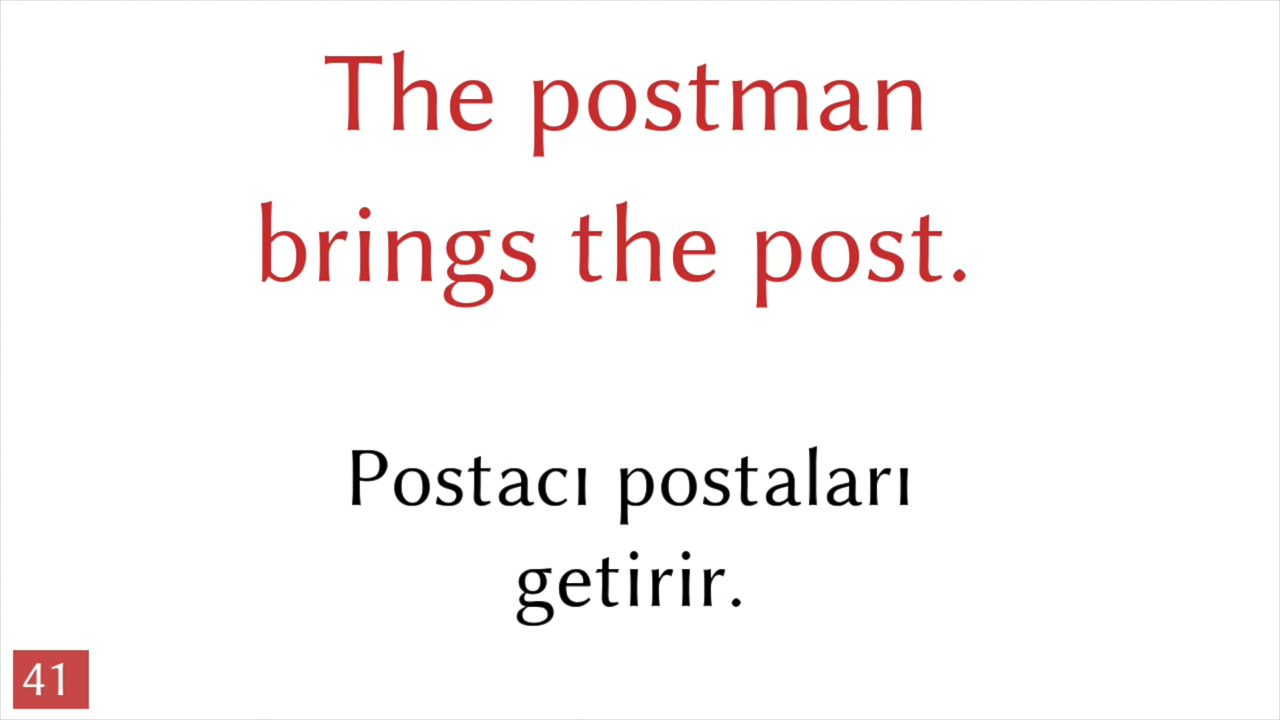 The postman
brings the post.
Postacı postaları
getirir.
41